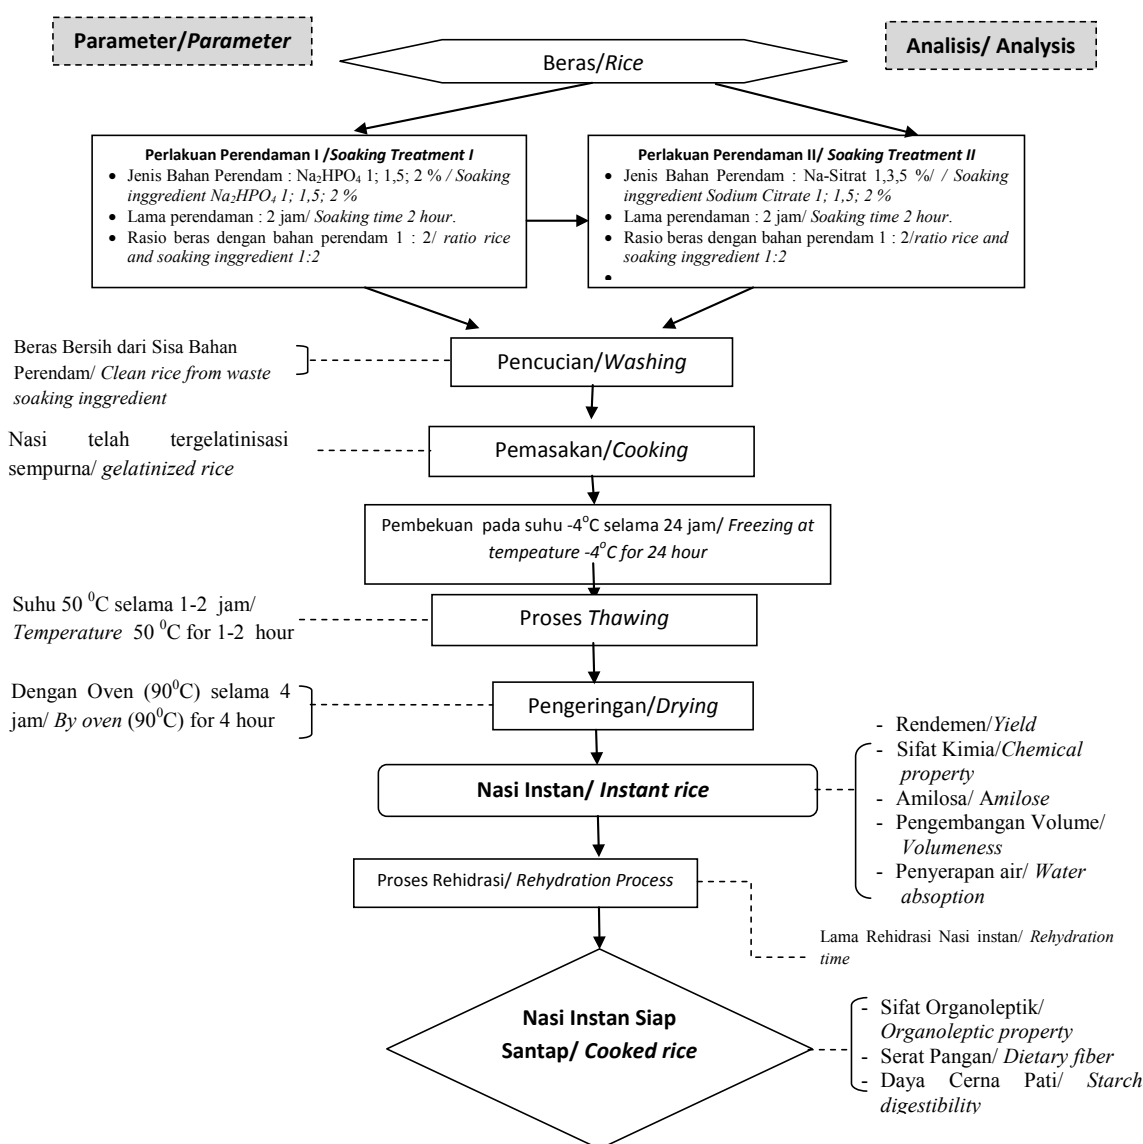 Parameter/Parameter
Analisis/ Analysis
Beras/Rice
Perlakuan Perendaman I /Soaking Treatment I
• Jenis Bahan Perendam : Na₂HPO₄ 1; 1,5; 2 % / Soaking
inggredient Na₂HPO₄ 1; 1,5; 2 %
• Lama perendaman : 2 jam/ Soaking time 2 hour.
• Rasio beras dengan bahan perendam 1 : 2/ ratio rice
and soaking inggredient 1:2
Perlakuan Perendaman II/ Soaking Treatment II
• Jenis Bahan Perendam : Na-Sitrat 1,3,5 %/ / Soaking
inggredient Sodium Citrate 1; 1,5; 2 %
• Lama perendaman : 2 jam/ Soaking time 2 hour.
• Rasio beras dengan bahan perendam 1 : 2/ratio rice and
soaking inggredient 1:2
•
Beras Bersih dari Sisa Bahan
Perendam/ Clean rice from waste
soaking inggredient
Pencucian/Washing
Nasi telah tergelatinisasi
sempurna/ gelatinized rice
Pemasakan/Cooking
Pembekuan pada suhu -4°C selama 24 jam/ Freezing at
tempeature -4°C for 24 hour
Suhu 50 ⁰C selama 1-2 jam/
Temperature 50 ⁰C for 1-2 hour
Proses Thawing
Dengan Oven (90⁰C) selama 4
jam/ By oven (90⁰C) for 4 hour
Pengeringan/Drying
Nasi Instan/ Instant rice
- Rendemen/Yield
- Sifat Kimia/Chemical
property
- Amilosa/ Amilose
- Pengembangan Volume/
Volumeness
- Penyerapan air/ Water
absoption
Proses Rehidrasi/ Rehydration Process
Lama Rehidrasi Nasi instan/ Rehydration
time
Nasi Instan Siap
Santap/ Cooked rice
- Sifat Organoleptik/
Organoleptic property
- Serat Pangan/ Dietary fiber
- Daya Cerna Pati/ Starch
digestibility